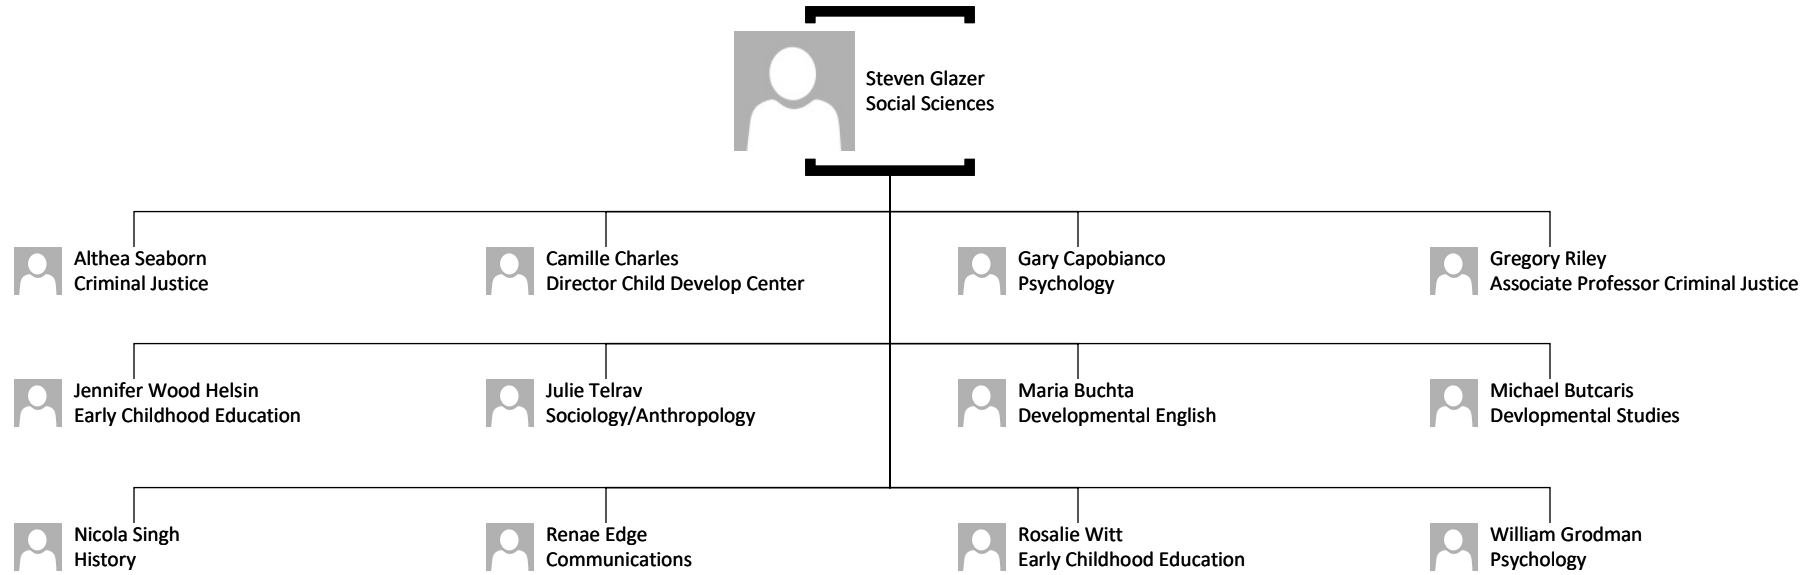 Steven Glazer
Social Sciences
Althea Seaborn
Criminal Justice
Camille Charles
Director Child Develop Center
Gary Capobianco
Psychology
Gregory Riley
Associate Professor Criminal Justice
Jennifer Wood Helsin
Early Childhood Education
Julie Telrav
Sociology/Anthropology
Maria Buchta
Developmental English
Michael Butcaris
Devlopmental Studies
Nicola Singh
History
Renae Edge
Communications
Rosalie Witt
Early Childhood Education
William Grodman
Psychology